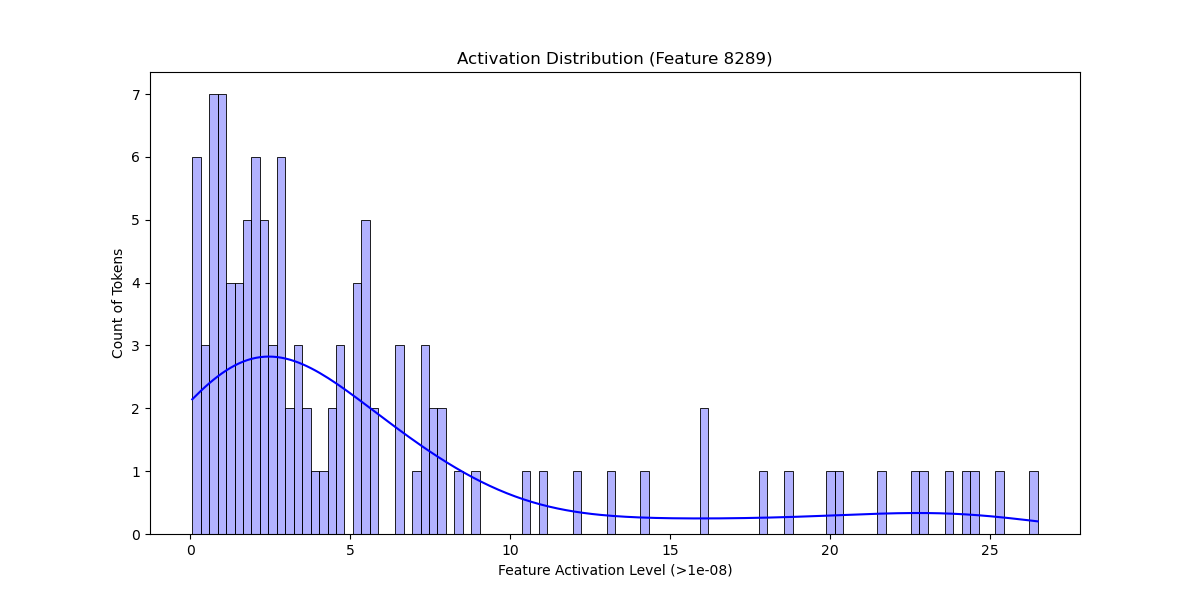 Activation Distribution (Feature 8289)
7
6
5
4
3
2
1
0
Count of Tokens
0 5 10 15 20 25
Feature Activation Level (>1e-08)